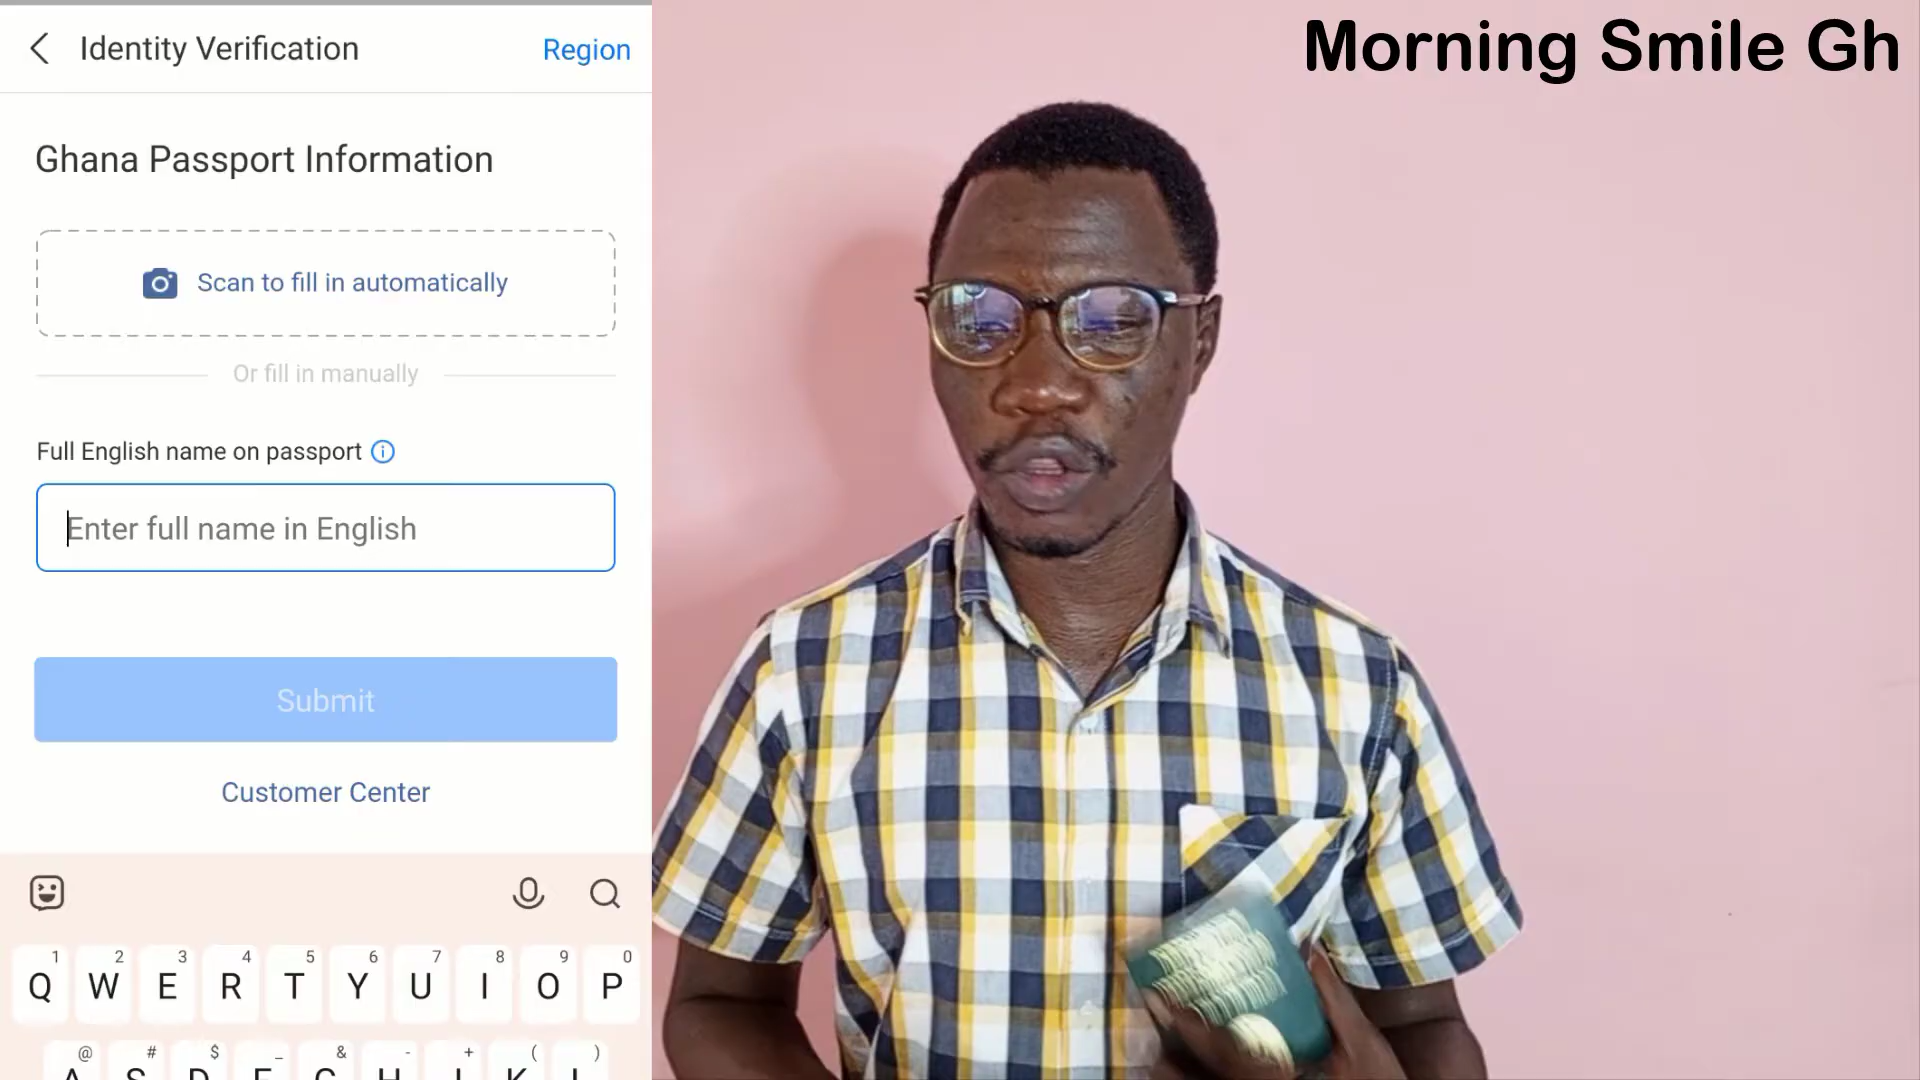 Identity Verification
Region
Ghana Passport Information
Scan to fill in automatically
Or fill in manually
Full English name on passport
Enter full name in English
Submit
Customer Center
1 2 3 4 5 6 7 8 9 0
Q W E R T Y U I O P
@ # $ _ & - + ( )
A S D F G H J K L
Morning Smile Gh